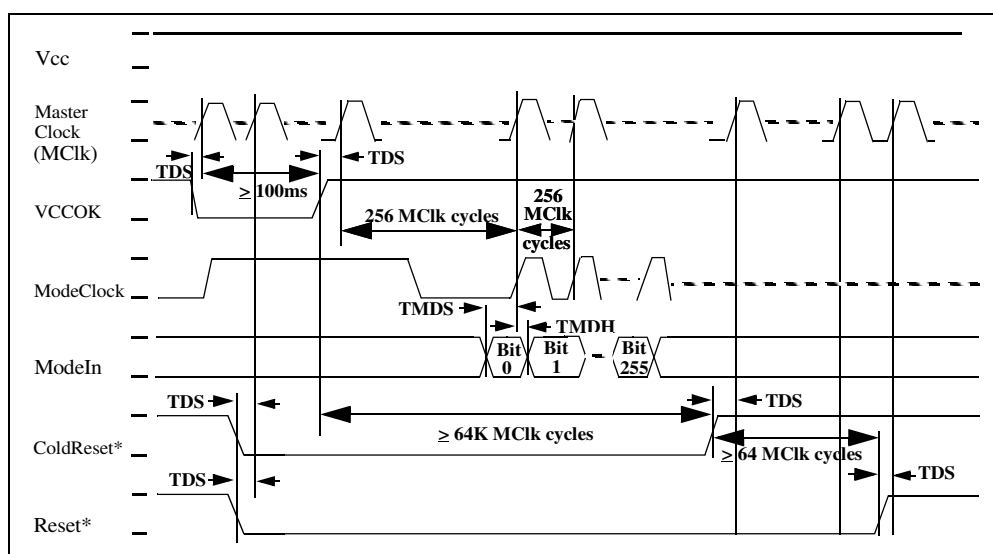 Vcc
Master
Clock
(MClk)
TDS
TDS
≥ 100ms
VCCOK
256 MClk cycles
256
MClk
cycles
ModeClock
TMDS
TMDH
ModeIn
Bit
0
Bit
1
Bit
255
TDS
TDS
ColdReset*
≥ 64K MClk cycles
≥ 64 MClk cycles
TDS
TDS
Reset*